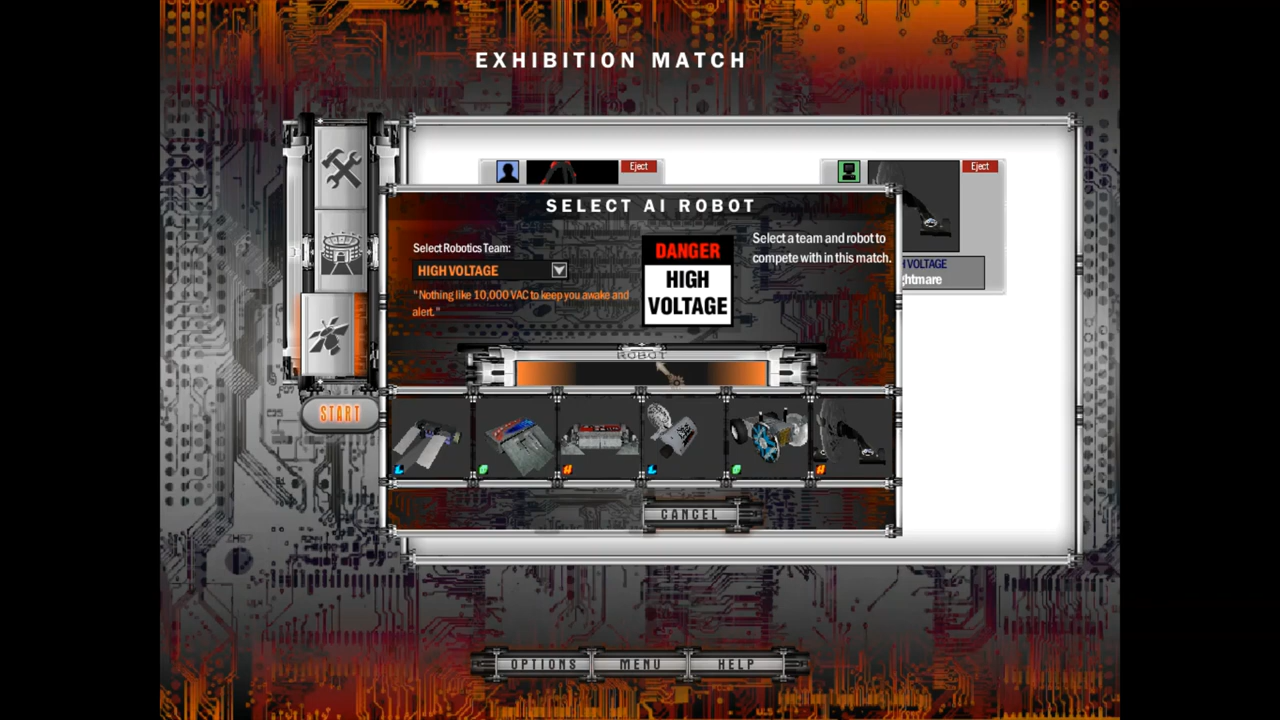 EXHIBITION MATCH
Eject
Eject
SELECT AI ROBOT
Select Robotics Team:
HIGH VOLTAGE
"Nothing like 10,000 VAC to keep you awake and
alert."
DANGER
HIGH
VOLTAGE
Select a team and robot to
compete with in this match.
H VOLTAGE
ghtmare
ROBOT
START
L
H
L
H
CANCEL
OPTIONS
MENU
HELP